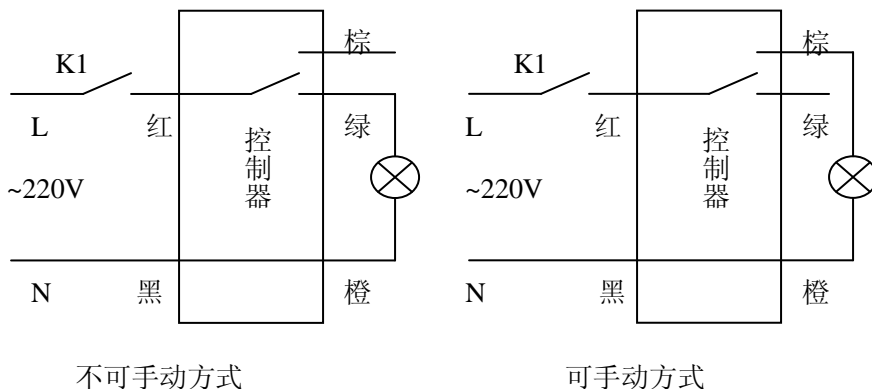 K1
棕
L
红
控制器
绿
~220V
N
黑
橙
不可手动方式
K1
棕
L
红
控制器
绿
~220V
N
黑
橙
可手动方式